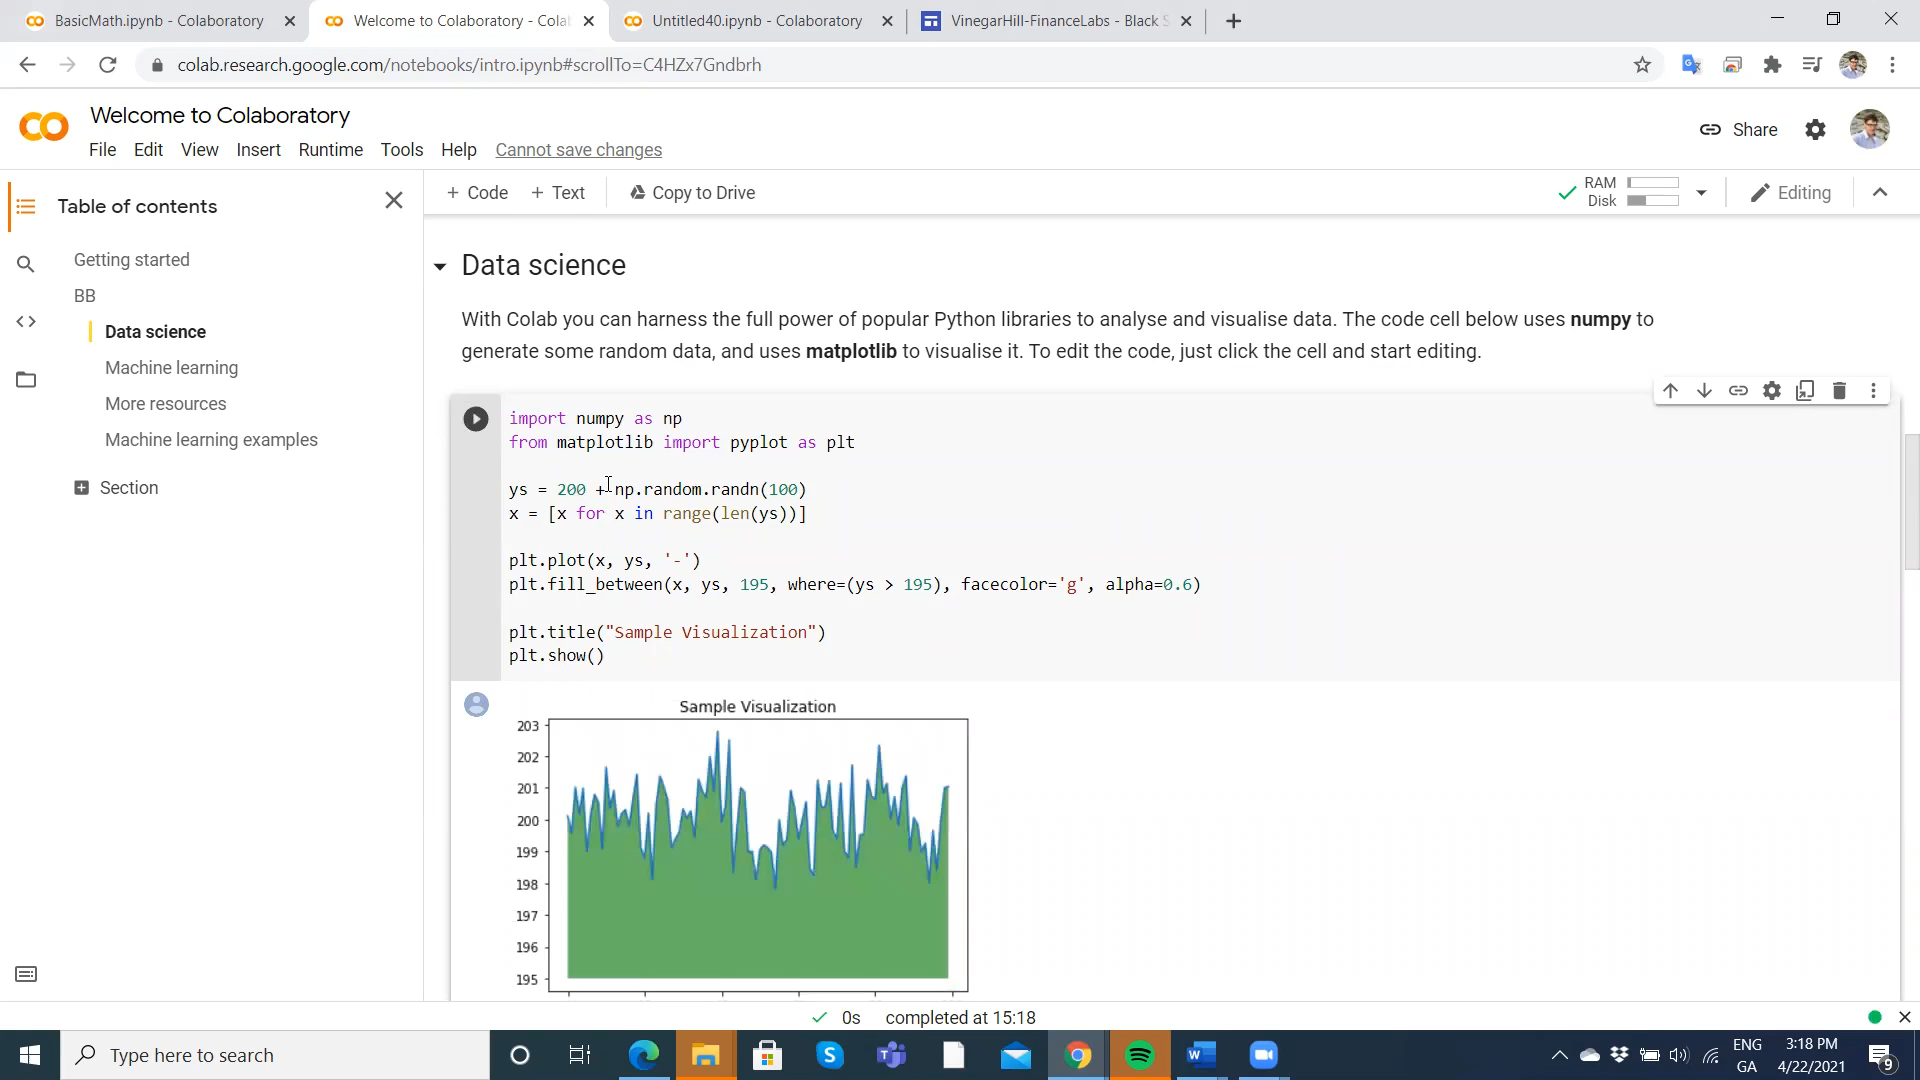 BasicMath.ipynb - Colaboratory
Welcome to Colaboratory - Colab
Untitled40.ipynb - Colaboratory
VinegarHill-FinanceLabs - Black S
colab.research.google.com/notebooks/intro.ipynb#scrollTo=C4HZx7Gndbrh
Welcome to Colaboratory
File Edit View Insert Runtime Tools Help Cannot save changes
Share
Table of contents
Getting started
BB
Data science
Machine learning
More resources
Machine learning examples
Section
+ Code + Text Copy to Drive
RAM
Disk
Editing
Data science
With Colab you can harness the full power of popular Python libraries to analyse and visualise data. The code cell below uses numpy to
generate some random data, and uses matplotlib to visualise it. To edit the code, just click the cell and start editing.
import numpy as np
from matplotlib import pyplot as plt
ys = 200 + np.random.randn(100)
x = [x for x in range(len(ys))]
plt.plot(x, ys, '-')
plt.fill_between(x, ys, 195, where=(ys > 195), facecolor='g', alpha=0.6)
plt.title("Sample Visualization")
plt.show()
Sample Visualization
203
202
201
200
199
198
197
196
195
0s completed at 15:18
Type here to search
ENG
GA
3:18 PM
4/22/2021
9